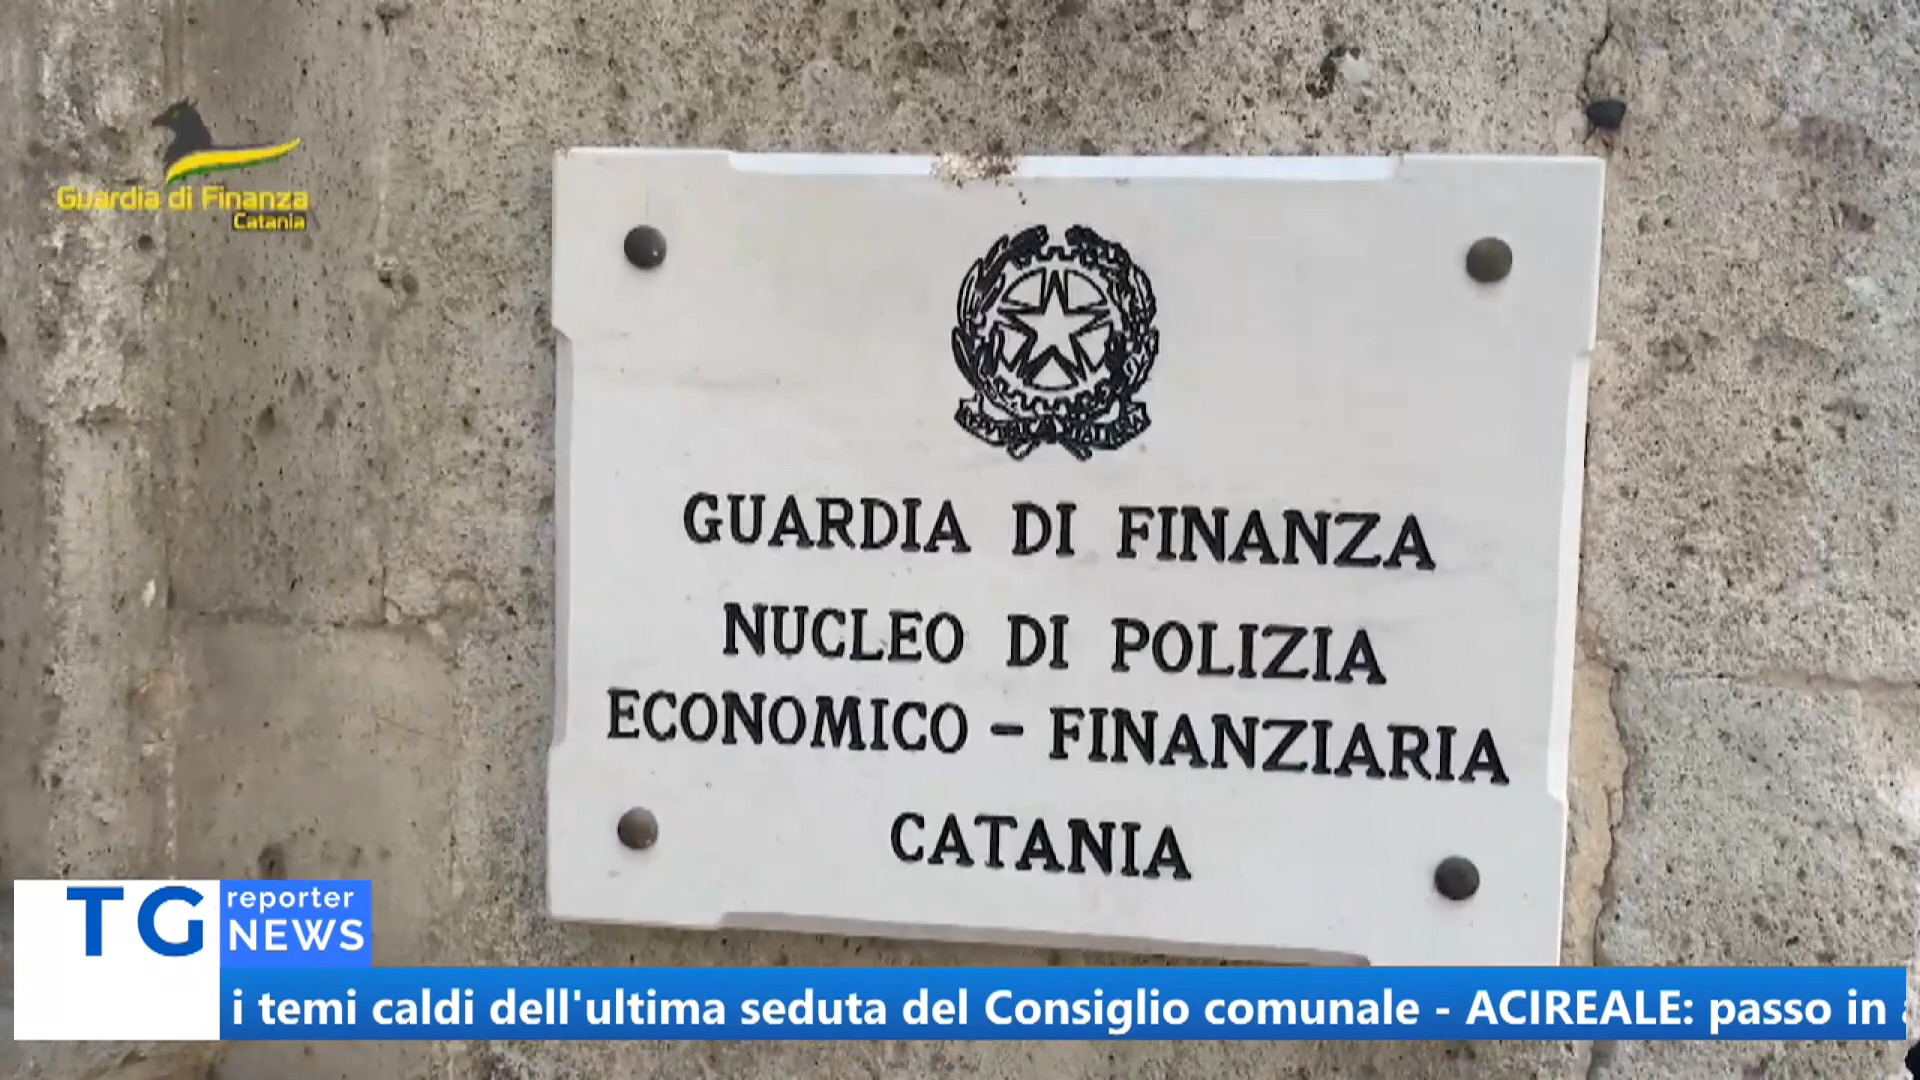 Guardia di Finanza
Catania
GUARDIA DI FINANZA
NUCLEO DI POLIZIA
ECONOMICO - FINANZIARIA
CATANIA
TG reporter
NEWS
i temi caldi dell'ultima seduta del Consiglio comunale - ACIREALE: passo in